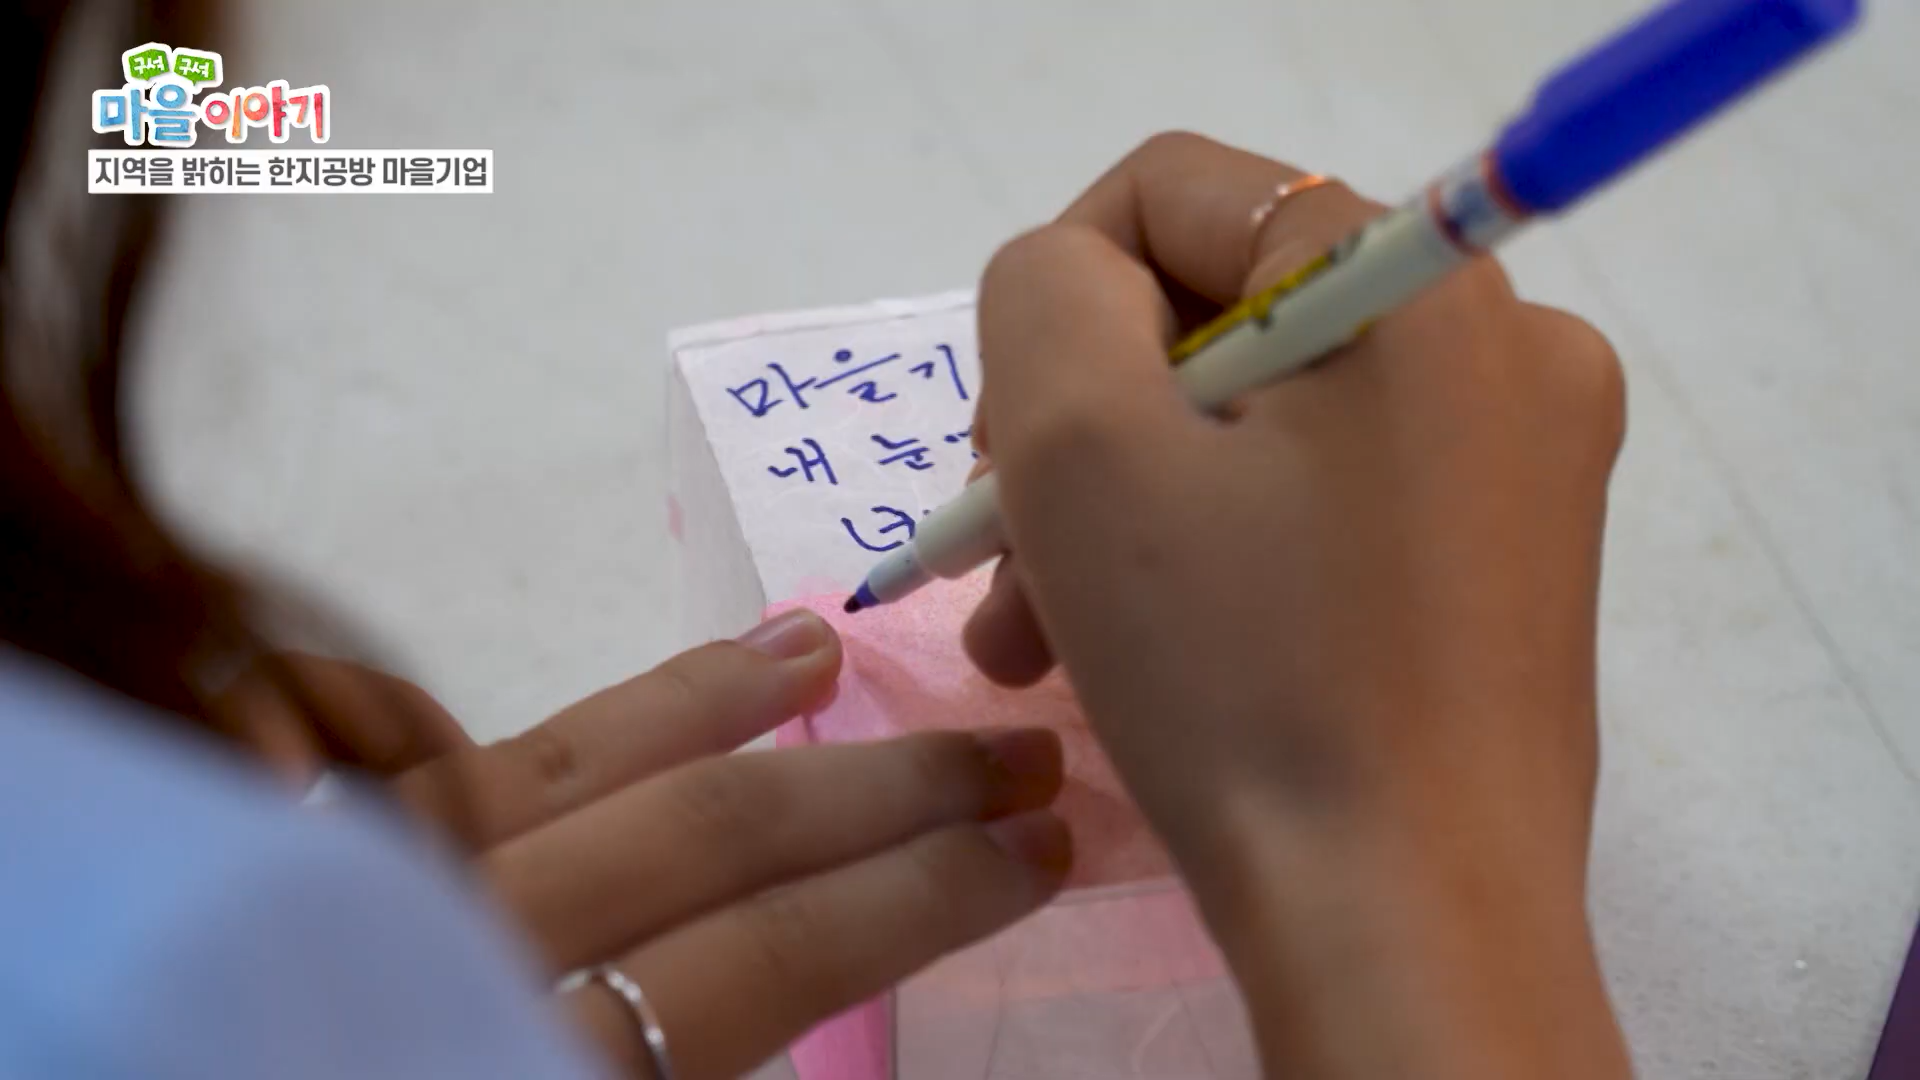 구석 구석
마을 이야기
지역을 밝히는 한지공방 마을기업
마을기
내 눈